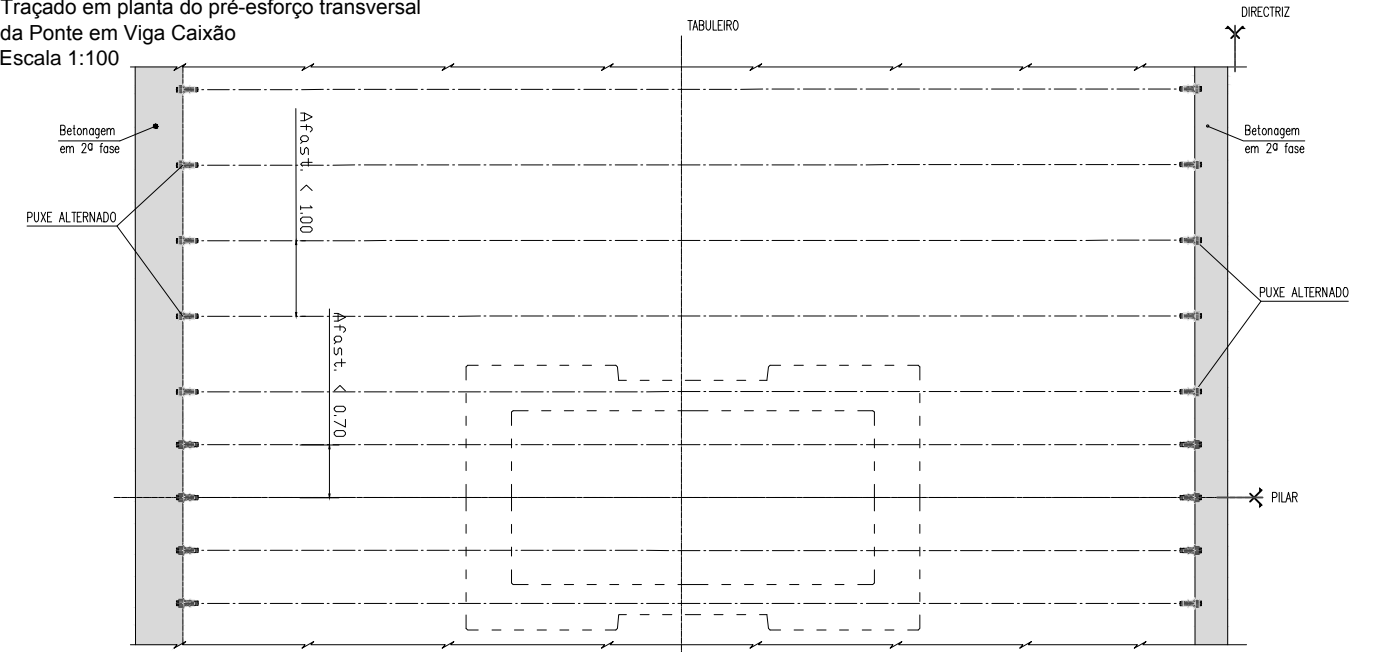 Traçado em planta do pré-esforço transversal
da Ponte em Viga Caixão
Escala 1:100
TABULEIRO
DIRECTRIZ
Betonagem
em 2ª fase
Betonagem
em 2ª fase
Afast. < 1.00
PUXE ALTERNADO
PUXE ALTERNADO
Afast. < 0.70
PILAR